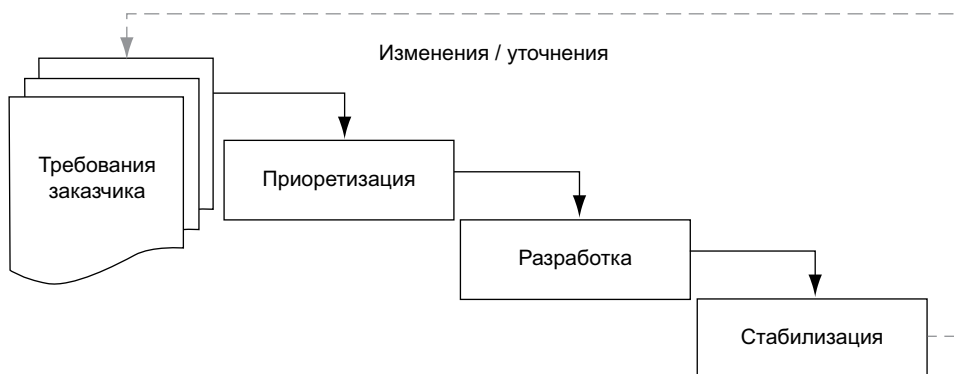 Изменения / уточнения
Требования
заказчика
Приоретизация
Разработка
Стабилизация